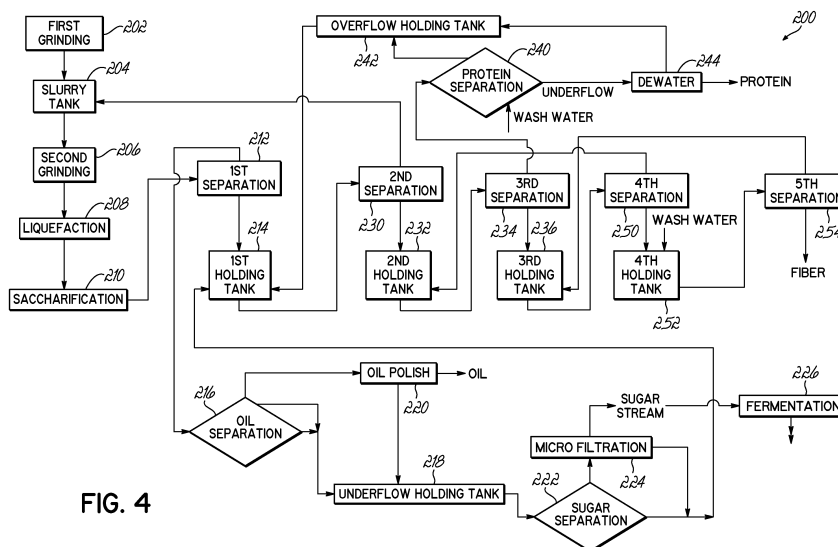 FIRST
GRINDING
202
SLURRY
TANK
204
SECOND
GRINDING
206
LIQUEFACTION
208
SACCHARIFICATION
210
OVERFLOW HOLDING TANK
242
PROTEIN
SEPARATION
240
UNDERFLOW
WASH WATER
DEWATER
244
PROTEIN
200
1ST
SEPARATION
212
2ND
SEPARATION
230
3RD
SEPARATION
234
4TH
SEPARATION
250
5TH
SEPARATION
254
1ST
HOLDING
TANK
214
2ND
HOLDING
TANK
232
3RD
HOLDING
TANK
236
WASH WATER
4TH
HOLDING
TANK
252
FIBER
OIL
SEPARATION
216
OIL POLISH
220
OIL
UNDERFLOW HOLDING TANK
218
SUGAR
STREAM
FERMENTATION
226
MICRO FILTRATION
224
SUGAR
SEPARATION
222
FIG. 4